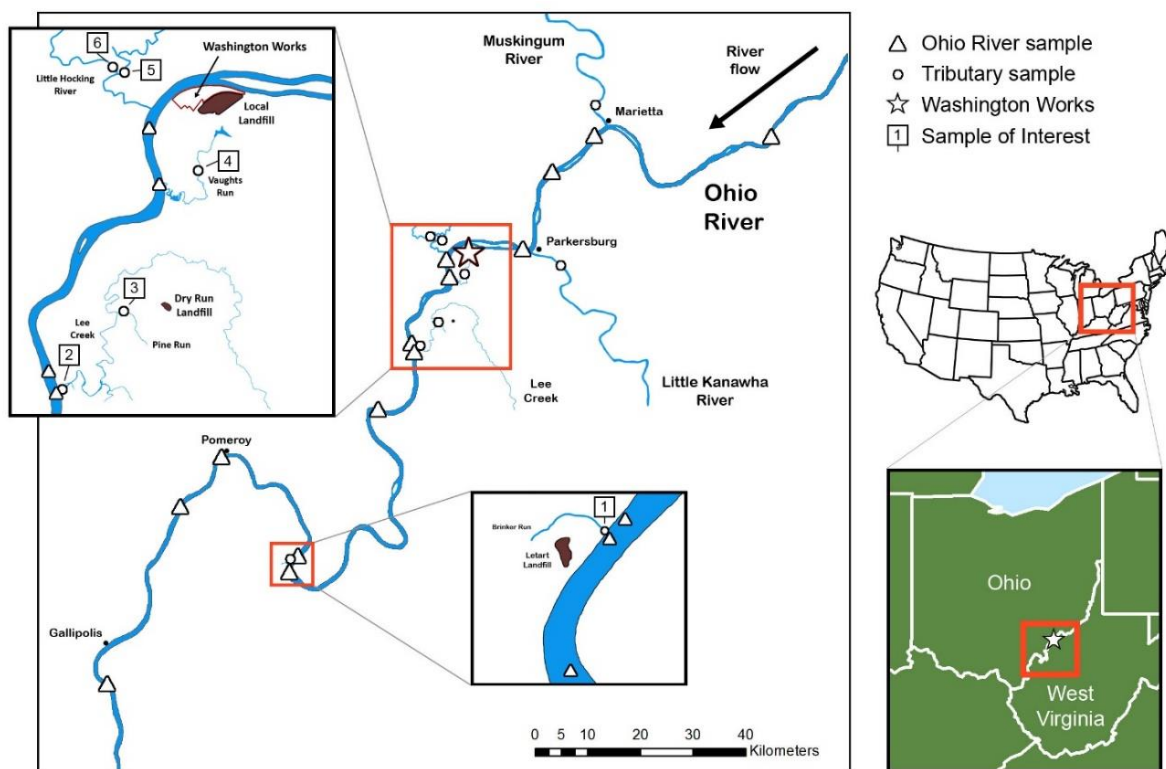 6
5
Washington Works
Little Hocking
River
Local
Landfill
4
Vaughts
Run
3
Dry Run
Landfill
Lee
Creek
Pine Run
2
Muskingum
River
River
flow
Marietta
Ohio
River
Parkersburg
Little Kanawha
River
Lee
Creek
Pomeroy
Gallipolis
1
Brinker Run
Letart
Landfill
0 5 10 20 30 40
Kilometers
Ohio River sample
Tributary sample
Washington Works
1 Sample of Interest
Ohio
West
Virginia